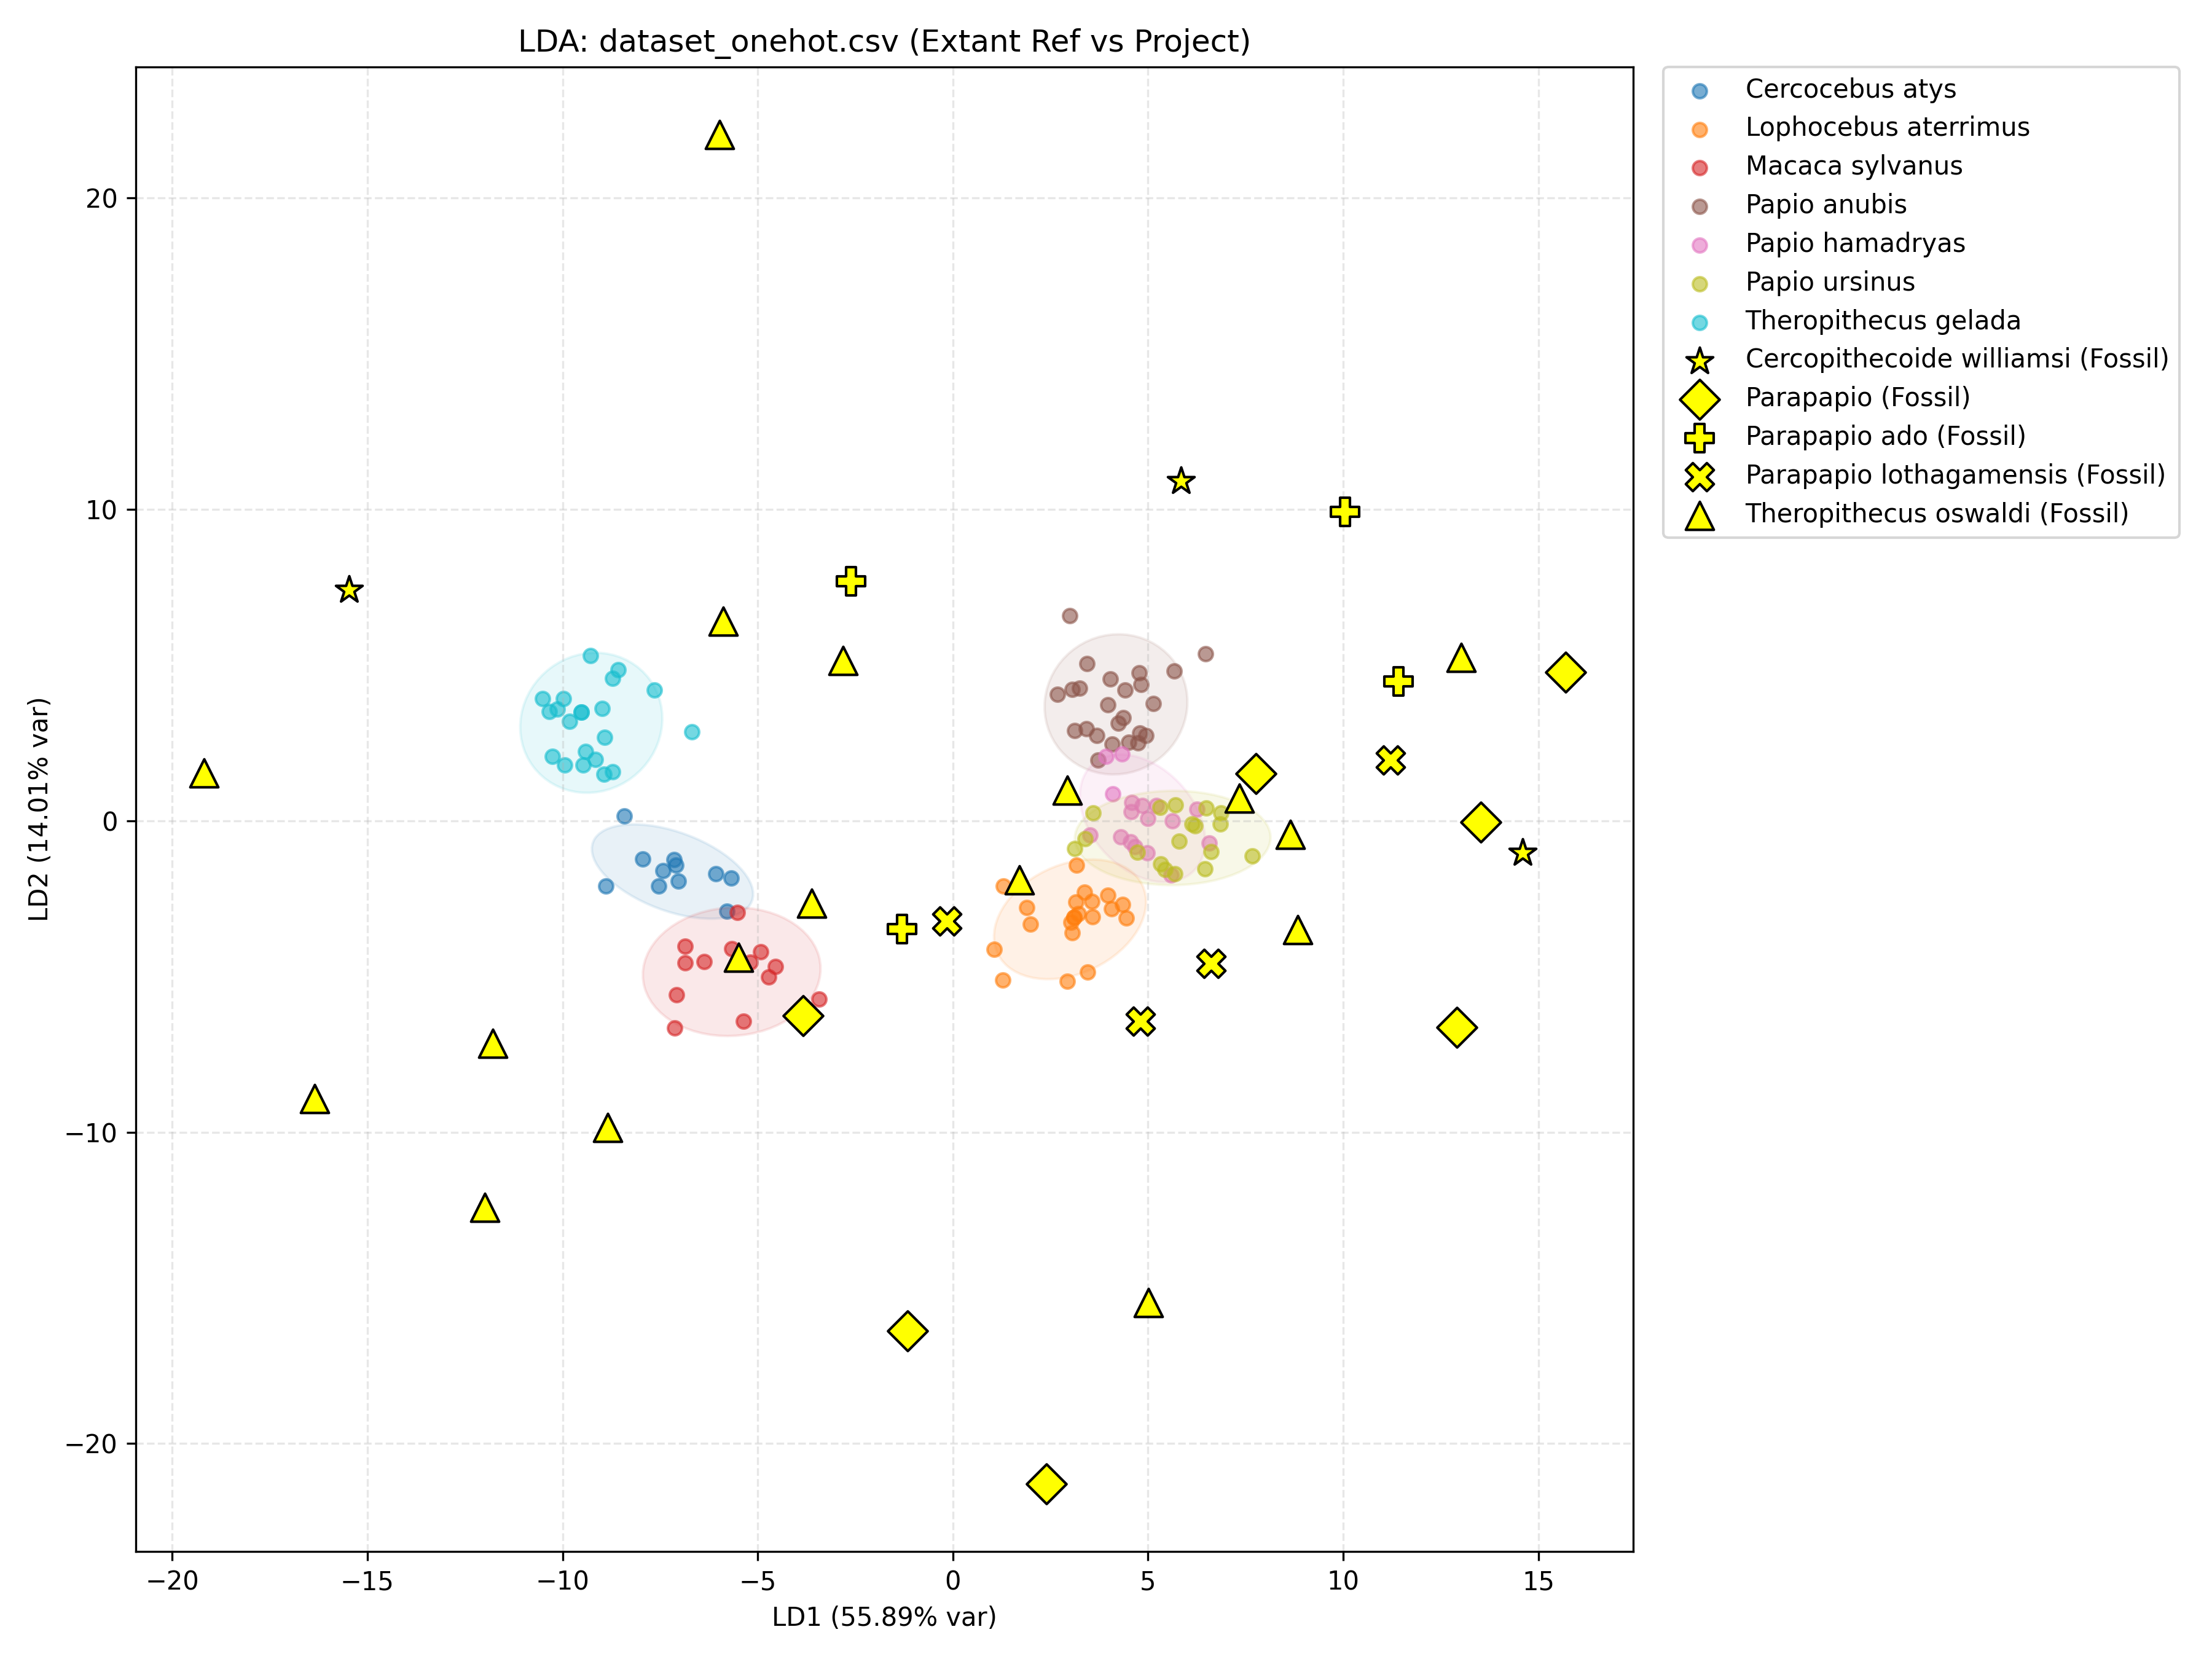 LDA: dataset_onehot.csv (Extant Ref vs Project)
Cercocebus atys
Lophocebus aterrimus
Macaca sylvanus
Papio anubis
Papio hamadryas
Papio ursinus
Theropithecus gelada
Cercopithecoide williamsi (Fossil)
Parapapio (Fossil)
Parapapio ado (Fossil)
Parapapio lothagamensis (Fossil)
Theropithecus oswaldi (Fossil)
LD2 (14.01% var)
20
10
0
−10
−20
−20
−15
−10
−5
0
5
10
15
LD1 (55.89% var)